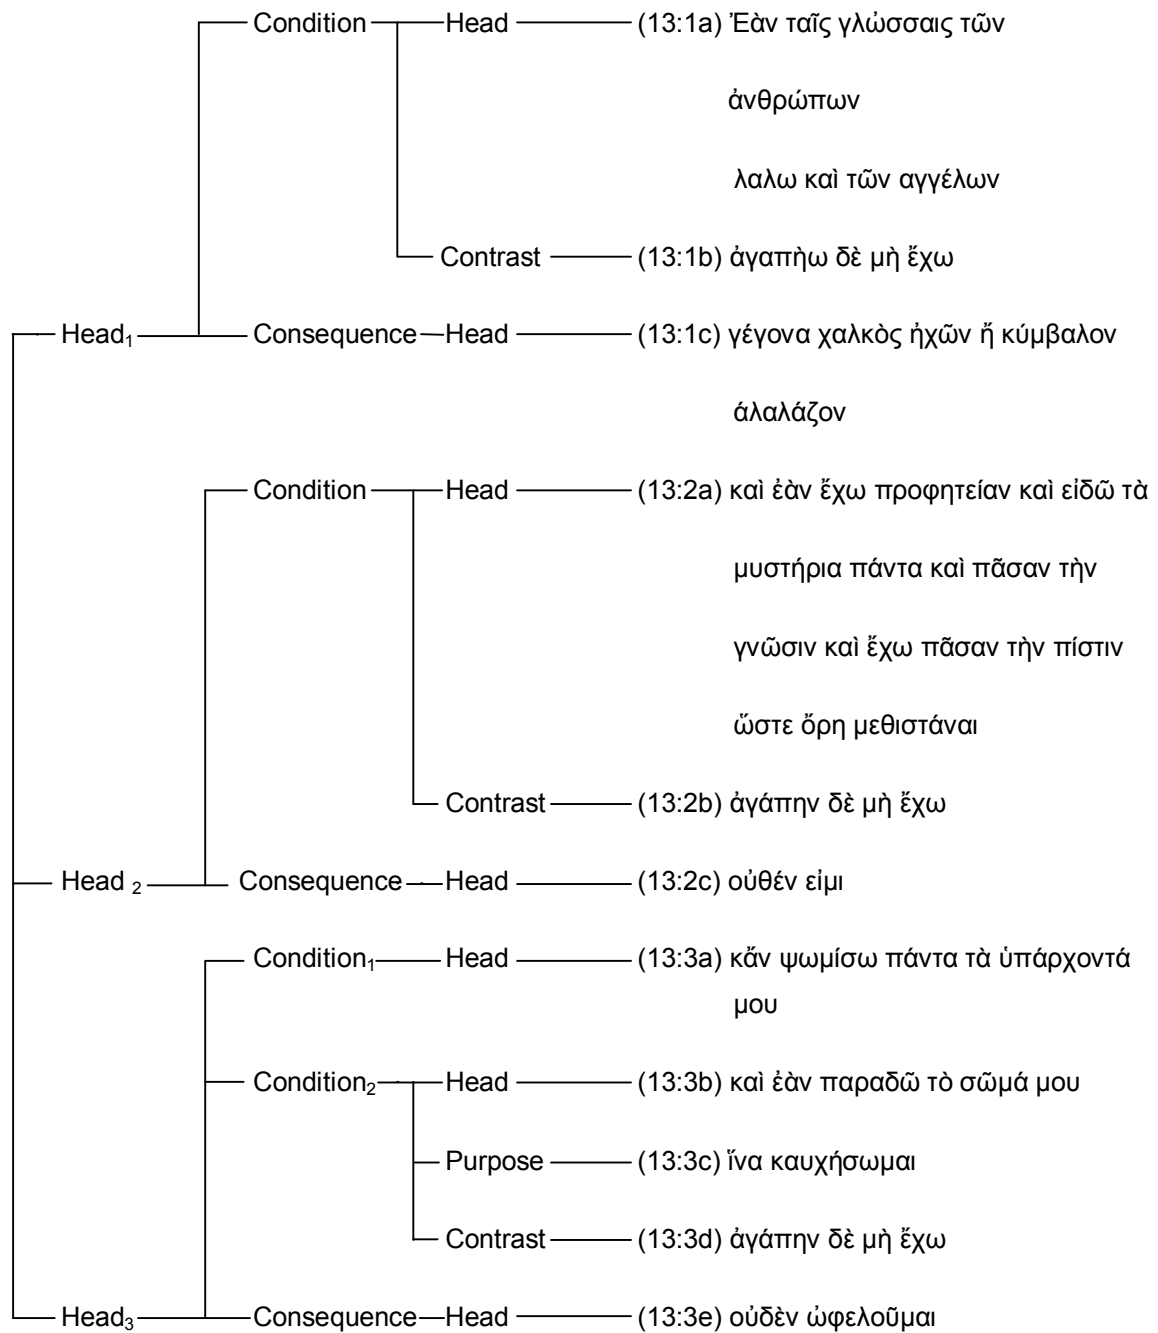 Condition Head (13:1a) Ἐὰν ταῖς γλὠσσαις τῶν
ἀνθρώπων
λαλω καὶ τῶν αγγέλων
Contrast (13:1b) ἀγαπὴω δὲ μὴ ἔχω
Head₁ Consequence Head (13:1c) γέγονα χαλκὸς ἠχῶν ἤ κύμβαλον
άλαλάζον
Condition Head (13:2a) καὶ ἐὰν ἔχω προφητείαν καὶ εἰδῶ τὰ
μυστήρια πάντα καὶ πᾶσαν τὴν
γνῶσιν καὶ ἔχω πᾶσαν τὴν πίστιν
ὥστε ὄρη μεθιστάναι
Contrast (13:2b) ἀγάπην δὲ μὴ ἔχω
Head ₂ Consequence Head (13:2c) οὐθέν εἰμι
Condition₁ Head (13:3a) κἄν ψωμίσω πάντα τὰ ὑπάρχοντά
μου
Condition₂ Head (13:3b) καὶ ἐὰν παραδῶ τὸ σῶμά μου
Purpose (13:3c) ἵνα καυχήσωμαι
Contrast (13:3d) ἀγάπην δὲ μὴ ἔχω
Head₃ Consequence Head (13:3e) οὐδὲν ὠφελοῦμαι